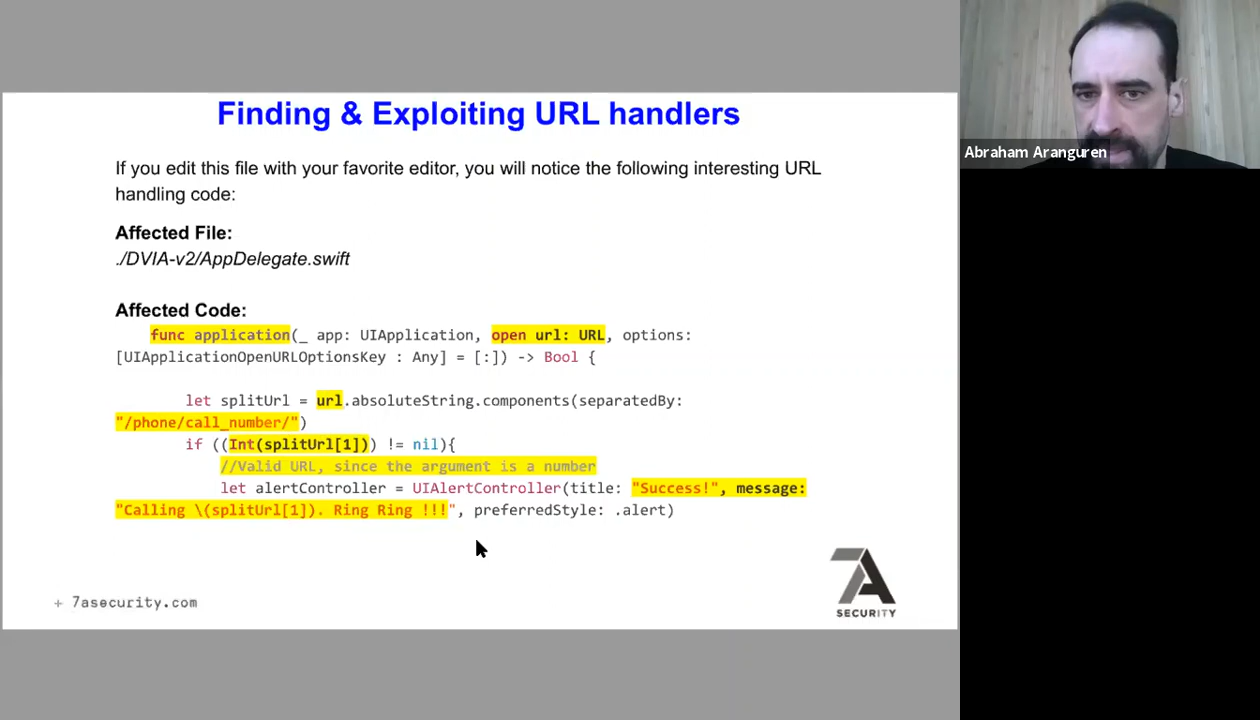 Finding & Exploiting URL handlers
If you edit this file with your favorite editor, you will notice the following interesting URL
handling code:
Affected File:
./DVIA-v2/AppDelegate.swift
Affected Code:
func application(_ app: UIApplication, open url: URL, options:
[UIApplicationOpenURLOptionsKey : Any] = [:]) -> Bool {
let splitUrl = url.absoluteString.components(separatedBy:
"/phone/call_number/")
if ((Int(splitUrl[1])) != nil){
//Valid URL, since the argument is a number
let alertController = UIAlertController(title: "Success!", message:
"Calling \(splitUrl[1]). Ring Ring !!!", preferredStyle: .alert)
+ 7asecurity.com
7A
SECURITY
Abraham Aranguren